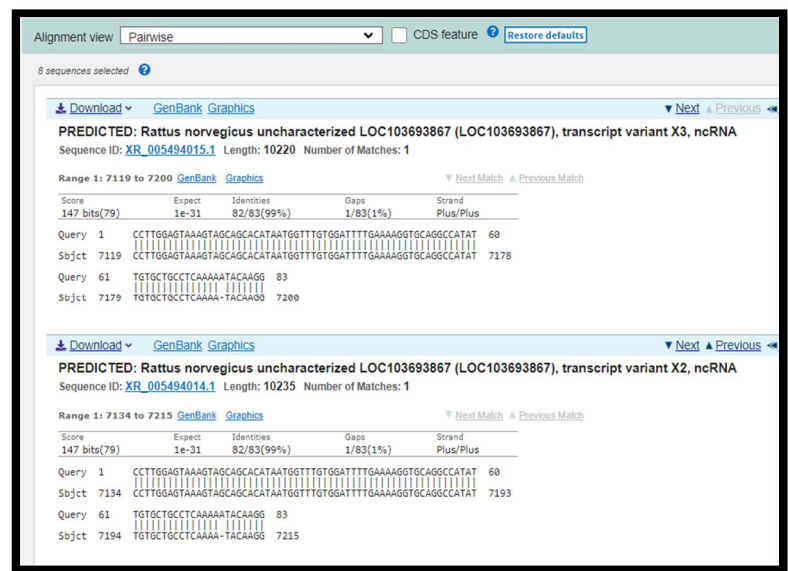 Alignment view Pairwise CDS feature ? Restore defaults
8 sequences selected ?
Download GenBank Graphics Next Previous
PREDICTED: Rattus norvegicus uncharacterized LOC103693867 (LOC103693867), transcript variant X3, ncRNA
Sequence ID: XR_005494015.1 Length: 10220 Number of Matches: 1
Range 1: 7119 to 7200 GenBank Graphics Next Match Previous Match
Score Expect Identities Gaps Strand
147 bits(79) 1e-31 82/83(99%) 1/83(1%) Plus/Plus
Query 1 CCTTGGAGTAAAGTAGCAGCACATAATGGTTTGTGGATTTTGAAAAGGTGCAGGCCATAT 60
Sbjct 7119 CCTTGGAGTAAAGTAGCAGCACATAATGGTTTGTGGATTTTGAAAAGGTGCAGGCCATAT 7178
Query 61 TGTGCTGCCTCAAAAATACAAGG 83
Sbjct 7179 TGTGCTGCCTCAAAA-TACAAGG 7200
Download GenBank Graphics Next Previous
PREDICTED: Rattus norvegicus uncharacterized LOC103693867 (LOC103693867), transcript variant X2, ncRNA
Sequence ID: XR_005494014.1 Length: 10235 Number of Matches: 1
Range 1: 7134 to 7215 GenBank Graphics Next Match Previous Match
Score Expect Identities Gaps Strand
147 bits(79) 1e-31 82/83(99%) 1/83(1%) Plus/Plus
Query 1 CCTTGGAGTAAAGTAGCAGCACATAATGGTTTGTGGATTTTGAAAAGGTGCAGGCCATAT 60
Sbjct 7134 CCTTGGAGTAAAGTAGCAGCACATAATGGTTTGTGGATTTTGAAAAGGTGCAGGCCATAT 7193
Query 61 TGTGCTGCCTCAAAAATACAAGG 83
Sbjct 7194 TGTGCTGCCTCAAAA-TACAAGG 7215